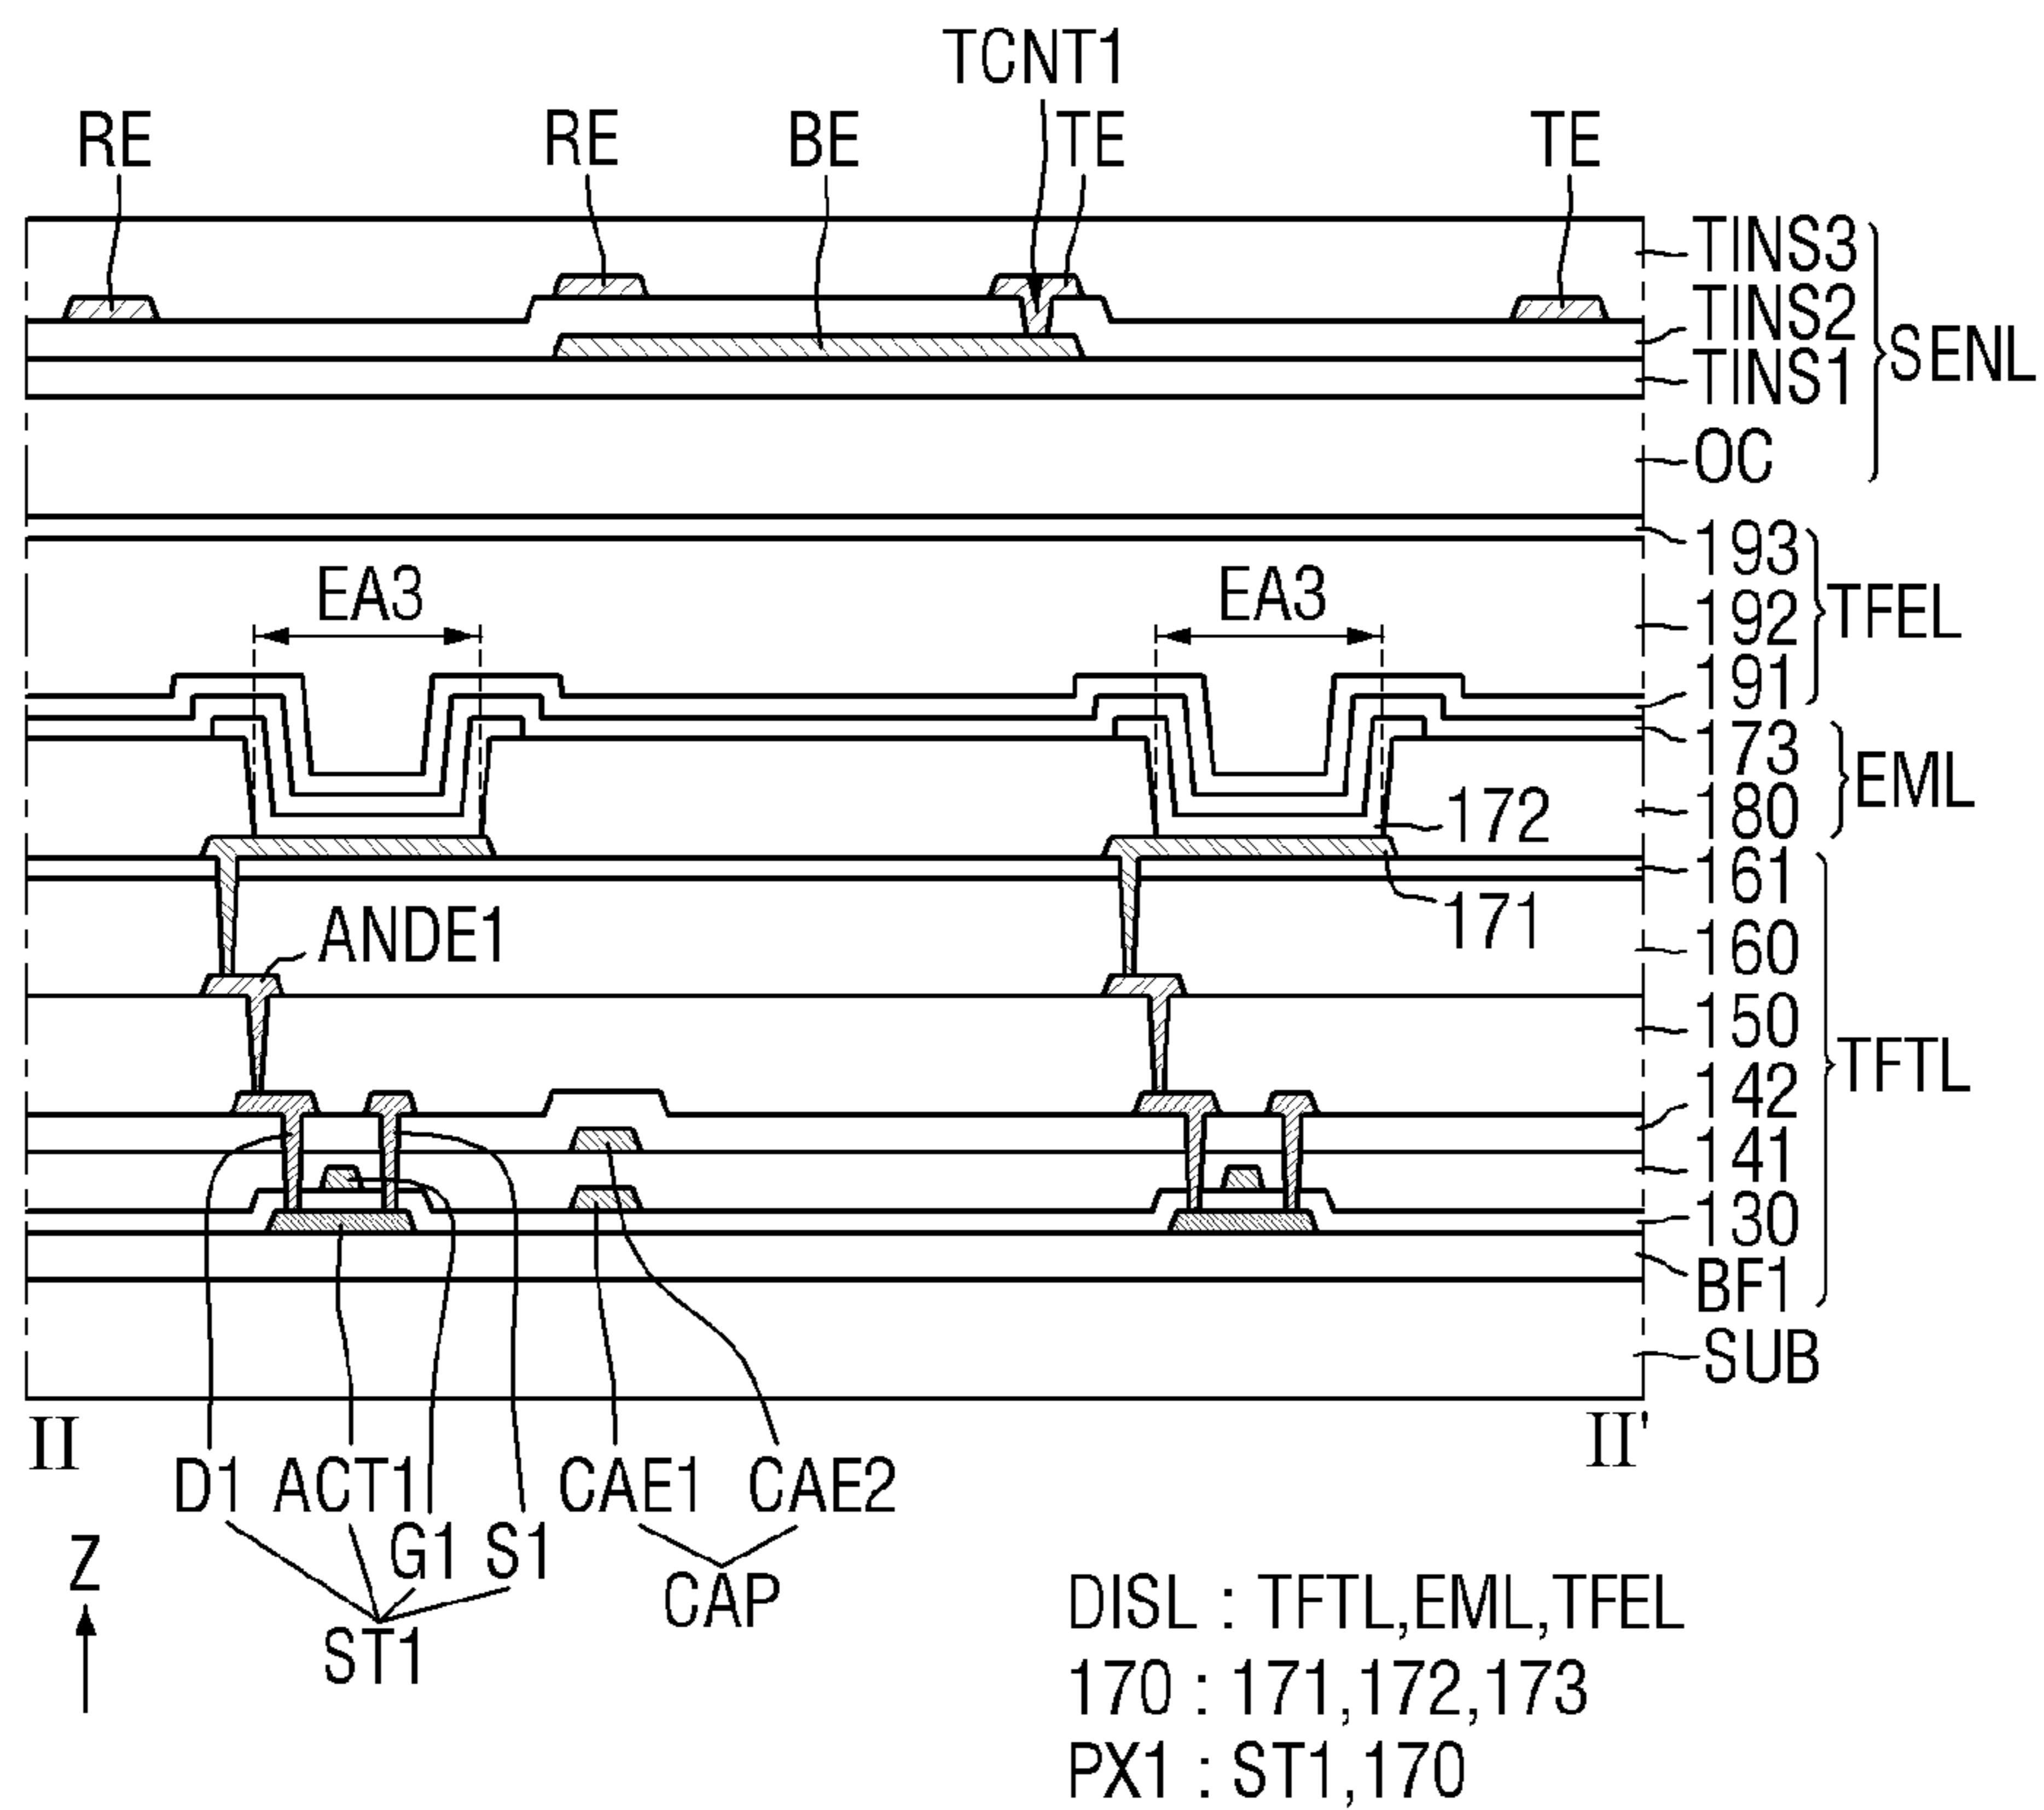 TCNT1
RE RE BE TE TE
TINS3
TINS2
TINS1
SENL
OC
193
192
191
TFEL
EA3 EA3
173
180
EML
172
171
161
160
150
142
141
130
BF1
TFTL
ANDE1
SUB
II II'
D1 ACT1 G1 S1 CAE1 CAE2
ST1 CAP
Z
DISL : TFTL,EML,TFEL
170 : 171,172,173
PX1 : ST1,170